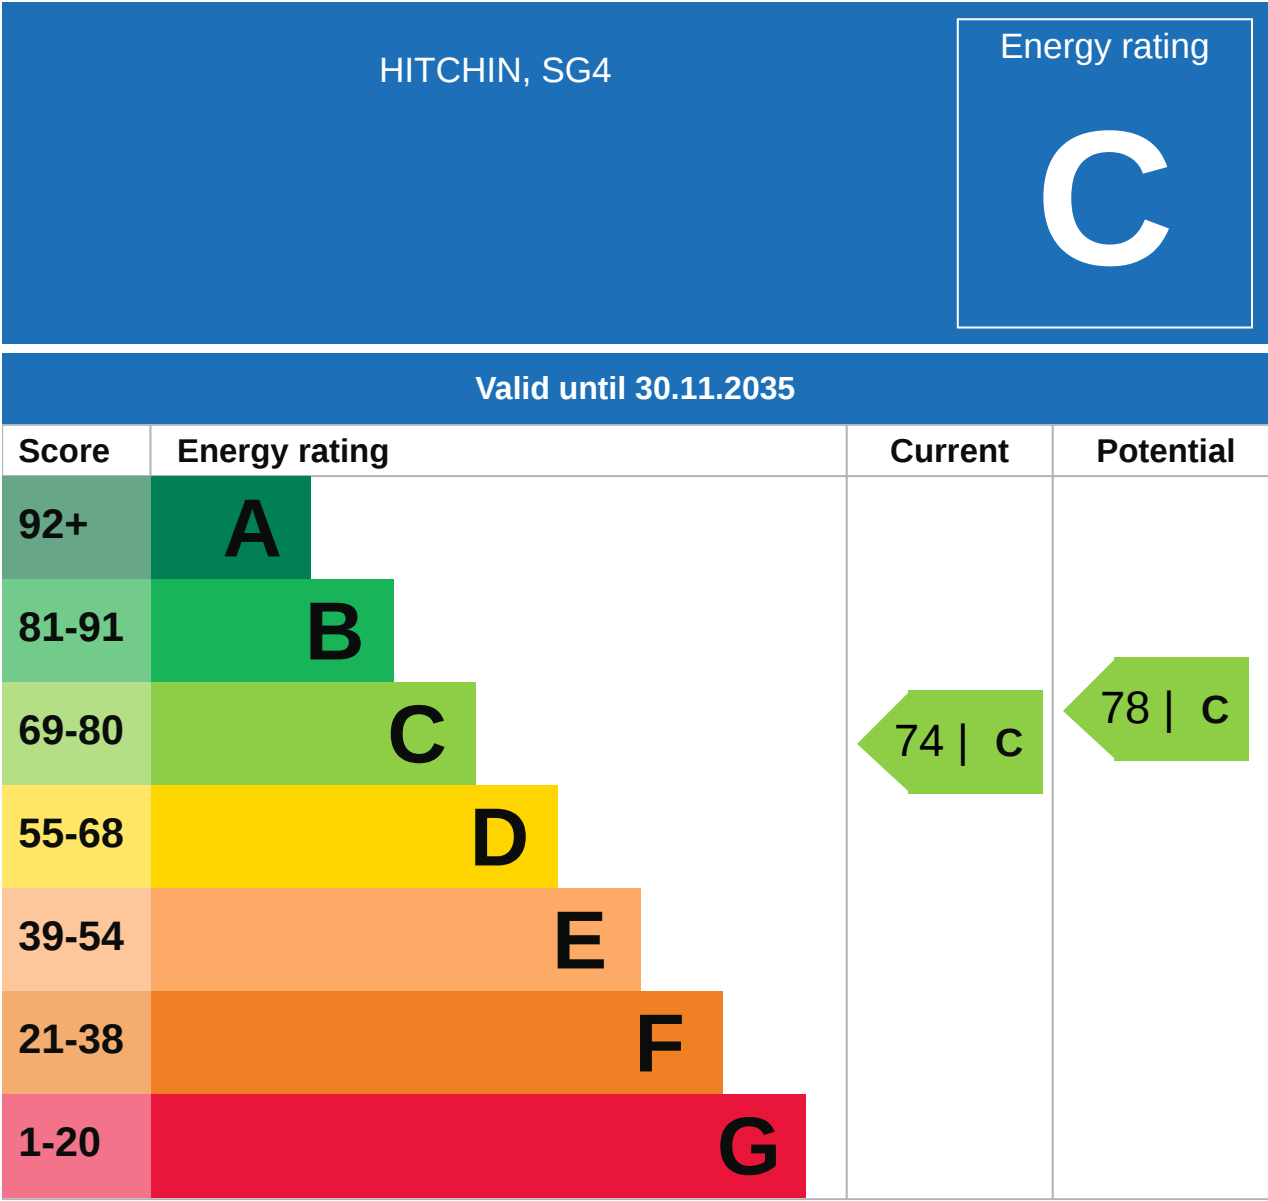 HITCHIN, SG4
Energy rating
C
Valid until 30.11.2035
Score Energy rating Current Potential
92+ A
81-91 B
69-80 C
55-68 D
39-54 E
21-38 F
1-20 G
74 | C
78 | C